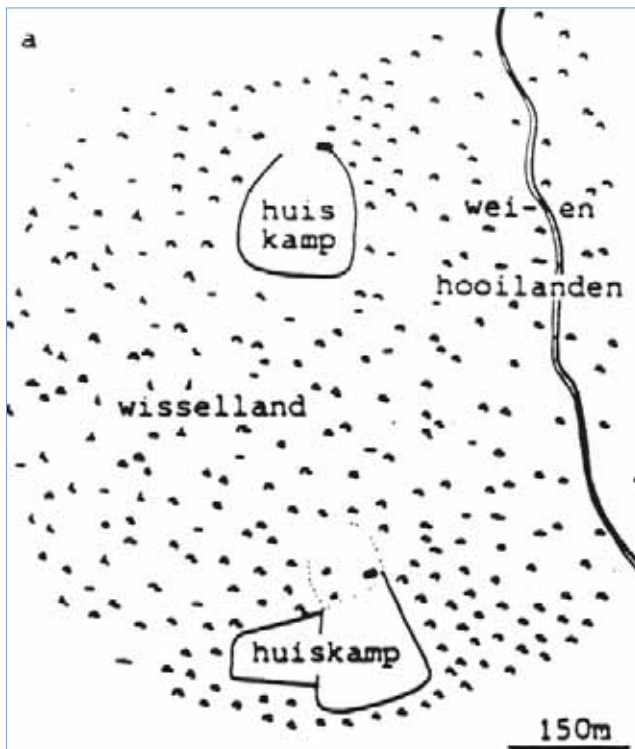 a
huis
kamp
wei-en
hooilanden
wisselland
huiskamp
150m